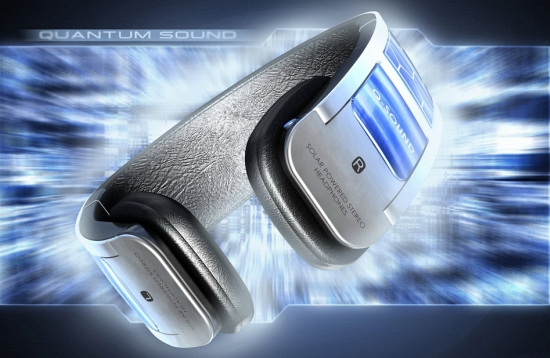 QUANTUM SOUND
Q-SOUND
R
SOLAR POWERED STEREO
HEADPHONES
L